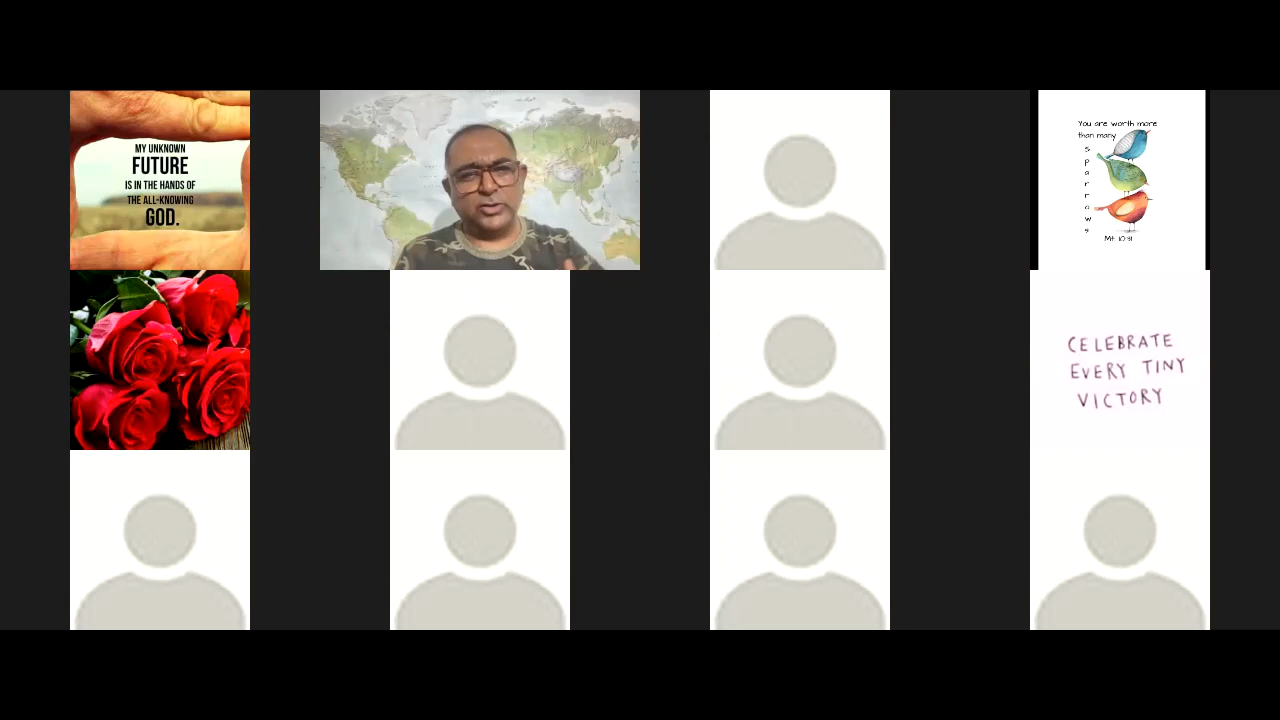 MY UNKNOWN
FUTURE
IS IN THE HANDS OF
THE ALL-KNOWING
GOD.
You are worth more
than many
s
p
a
r
r
o
w
s
Mt. 10:31
CELEBRATE
EVERY TINY
VICTORY